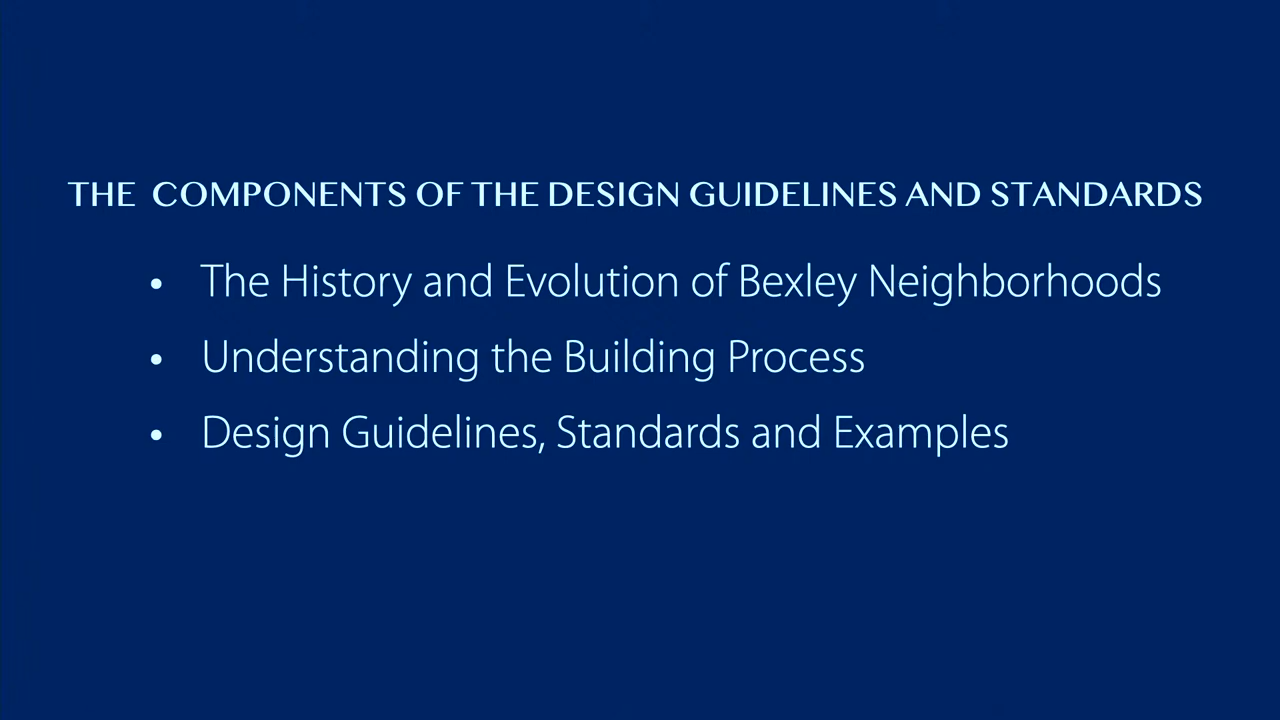 THE COMPONENTS OF THE DESIGN GUIDELINES AND STANDARDS
• The History and Evolution of Bexley Neighborhoods
• Understanding the Building Process
• Design Guidelines, Standards and Examples